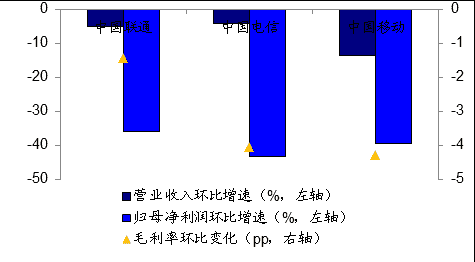 0
-10
-20
-30
-40
-50
0
-1
-2
-3
-4
-5
中国联通
中国电信
中国移动
营业收入环比增速（%，左轴）
归母净利润环比增速（%，左轴）
毛利率环比变化（pp，右轴）